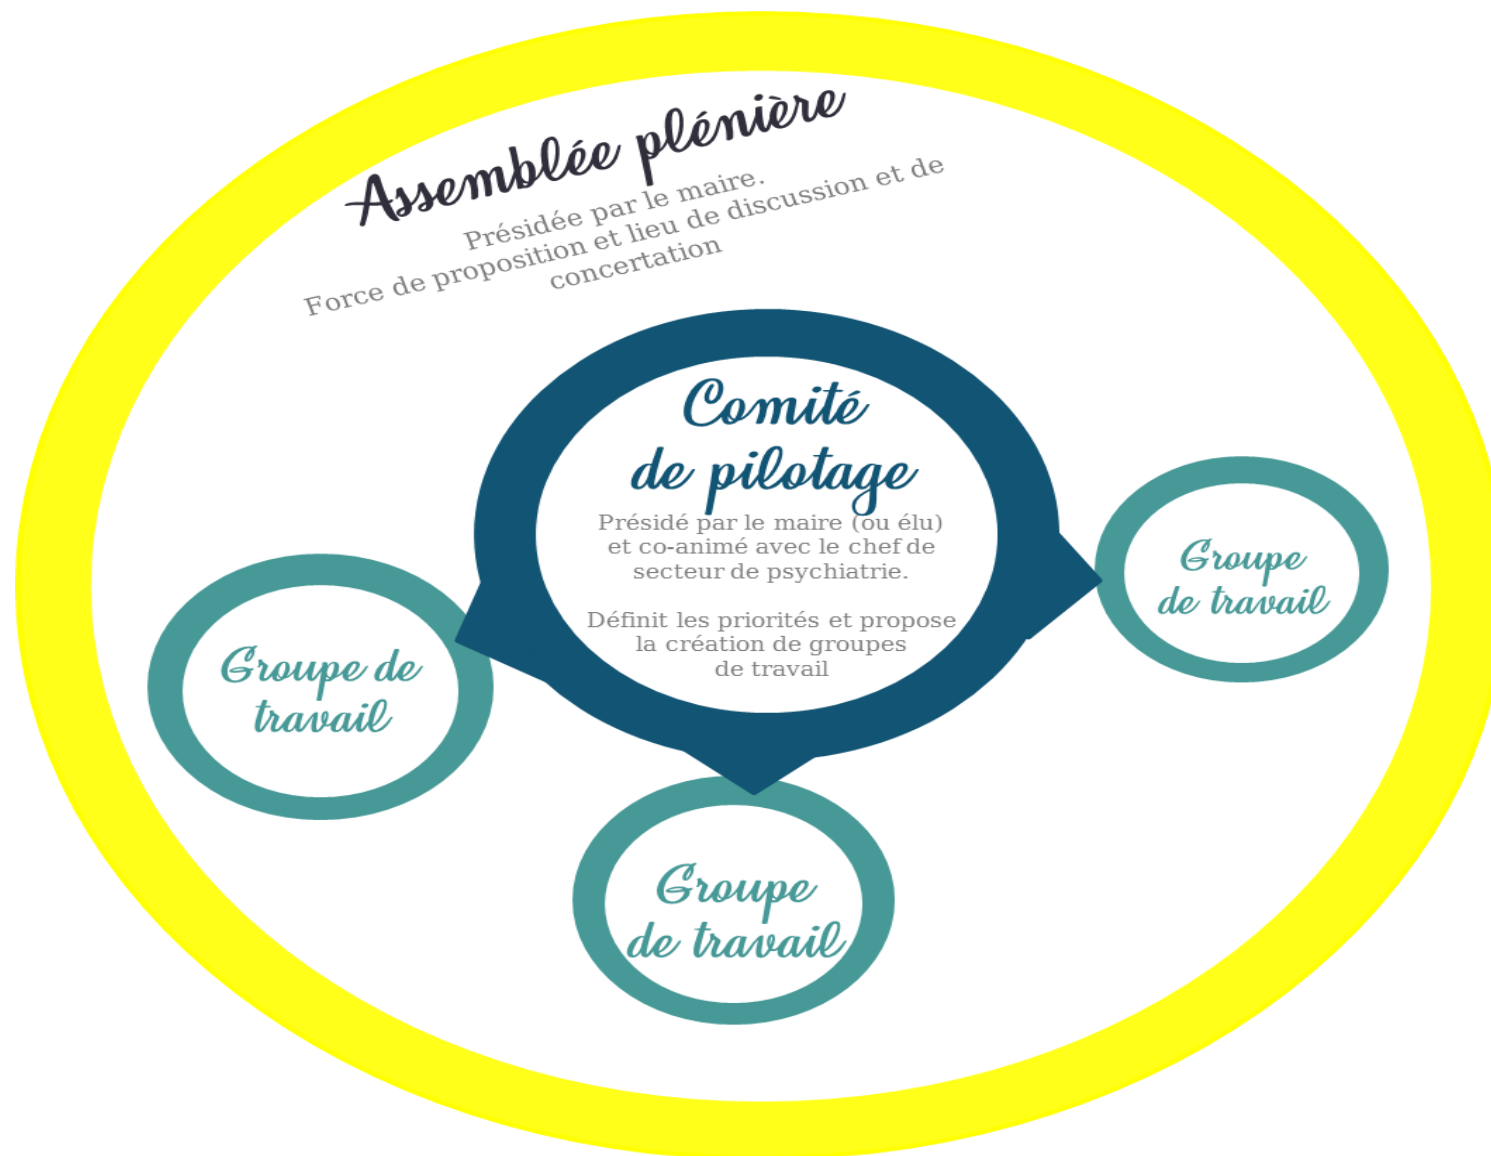 Assemblée plénière
Présidée par le maire.
Force de proposition et lieu de discussion et de
concertation
Comité
de pilotage
Présidé par le maire (ou élu)
et co-animé avec le chef de
secteur de psychiatrie.
Définit les priorités et propose
la création de groupes
de travail
Groupe
de travail
Groupe de
travail
Groupe
de travail